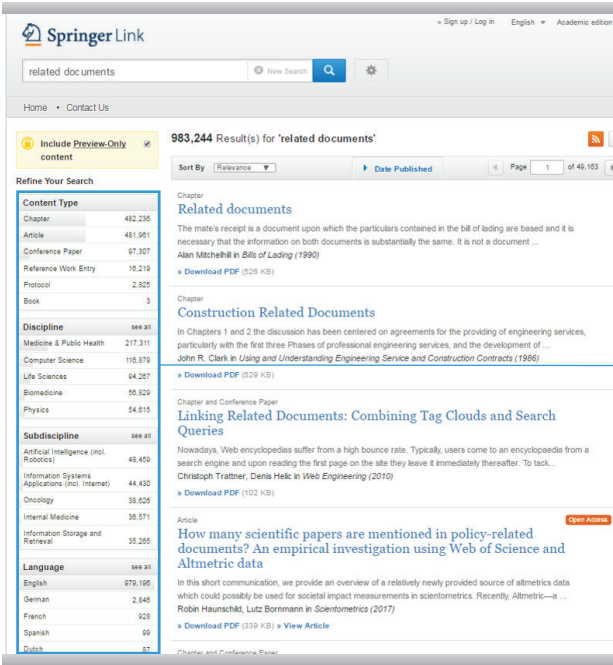 » Sign up / Log in English Academic edition
Springer Link
related documents New Search
Home • Contact Us
Include Preview-Only
content
Refine Your Search
Content Type
Chapter 482,236
Article 481,961
Conference Paper 97,307
Reference Work Entry 16,219
Protocol 2,825
Book 3
Discipline see all
Medicine & Public Health 217,311
Computer Science 116,879
Life Sciences 94,267
Biomedicine 56,829
Physics 54,615
Subdiscipline see all
Artificial Intelligence (incl.
Robotics) 48,459
Information Systems
Applications (incl. Internet) 44,430
Oncology 38,626
Internal Medicine 36,571
Information Storage and
Retrieval 35,265
Language see all
English 979,196
German 2,846
French 928
Spanish 99
Dutch 87
983,244 Result(s) for 'related documents'
Sort By Relevance ▼ Date Published Page 1 of 49,163
Chapter
Related documents
The mate's receipt is a document upon which the particulars contained in the bill of lading are based and it is
necessary that the information on both documents is substantially the same. It is not a document ...
Alan Mitchelhill in Bills of Lading (1990)
» Download PDF (526 KB)
Chapter
Construction Related Documents
In Chapters 1 and 2 the discussion has been centered on agreements for the providing of engineering services,
particularly with the first three Phases of professional engineering services, and the development of ...
John R. Clark in Using and Understanding Engineering Service and Construction Contracts (1986)
» Download PDF (529 KB)
Chapter and Conference Paper
Linking Related Documents: Combining Tag Clouds and Search
Queries
Nowadays, Web encyclopedias suffer from a high bounce rate. Typically, users come to an encyclopaedia from a
search engine and upon reading the first page on the site they leave it immediately thereafter. To tack...
Christoph Trattner, Denis Helic in Web Engineering (2010)
» Download PDF (102 KB)
Article Open Access
How many scientific papers are mentioned in policy-related
documents? An empirical investigation using Web of Science and
Altmetric data
In this short communication, we provide an overview of a relatively newly provided source of altmetrics data
which could possibly be used for societal impact measurements in scientometrics. Recently, Altmetric—a ...
Robin Haunschild, Lutz Bornmann in Scientometrics (2017)
» Download PDF (339 KB) » View Article
Chapter and Conference Paper